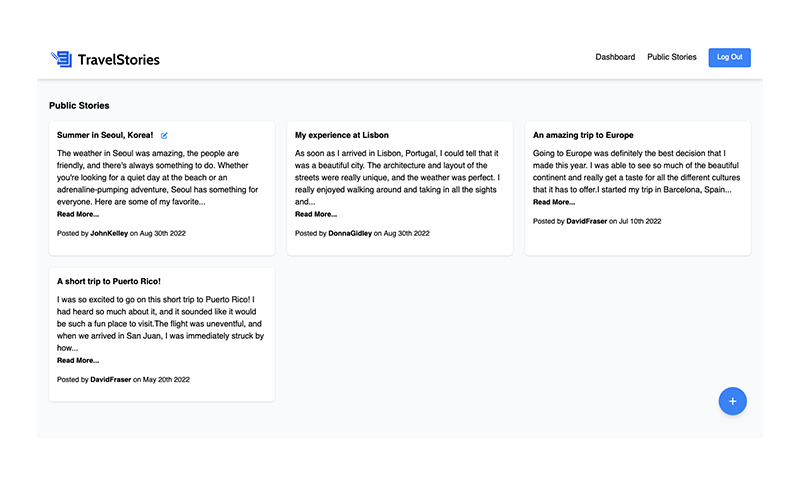 TravelStories
Dashboard
Public Stories
Log Out
Public Stories
Summer in Seoul, Korea!
The weather in Seoul was amazing, the people are
friendly, and there's always something to do. Whether
you're looking for a quiet day at the beach or an
adrenaline-pumping adventure, Seoul has something for
everyone. Here are some of my favorite...
Read More...
Posted by JohnKelley on Aug 30th 2022
My experience at Lisbon
As soon as I arrived in Lisbon, Portugal, I could tell that it
was a beautiful city. The architecture and layout of the
streets were really unique, and the weather was perfect. I
really enjoyed walking around and taking in all the sights
and...
Read More...
Posted by DonnaGidley on Aug 30th 2022
An amazing trip to Europe
Going to Europe was definitely the best decision that I
made this year. I was able to see so much of the beautiful
continent and really get a taste for all the different cultures
that it has to offer.I started my trip in Barcelona, Spain...
Read More...
Posted by DavidFraser on Jul 10th 2022
A short trip to Puerto Rico!
I was so excited to go on this short trip to Puerto Rico! I
had heard so much about it, and it sounded like it would
be such a fun place to visit.The flight was uneventful, and
when we arrived in San Juan, I was immediately struck by
how...
Read More...
Posted by DavidFraser on May 20th 2022
+